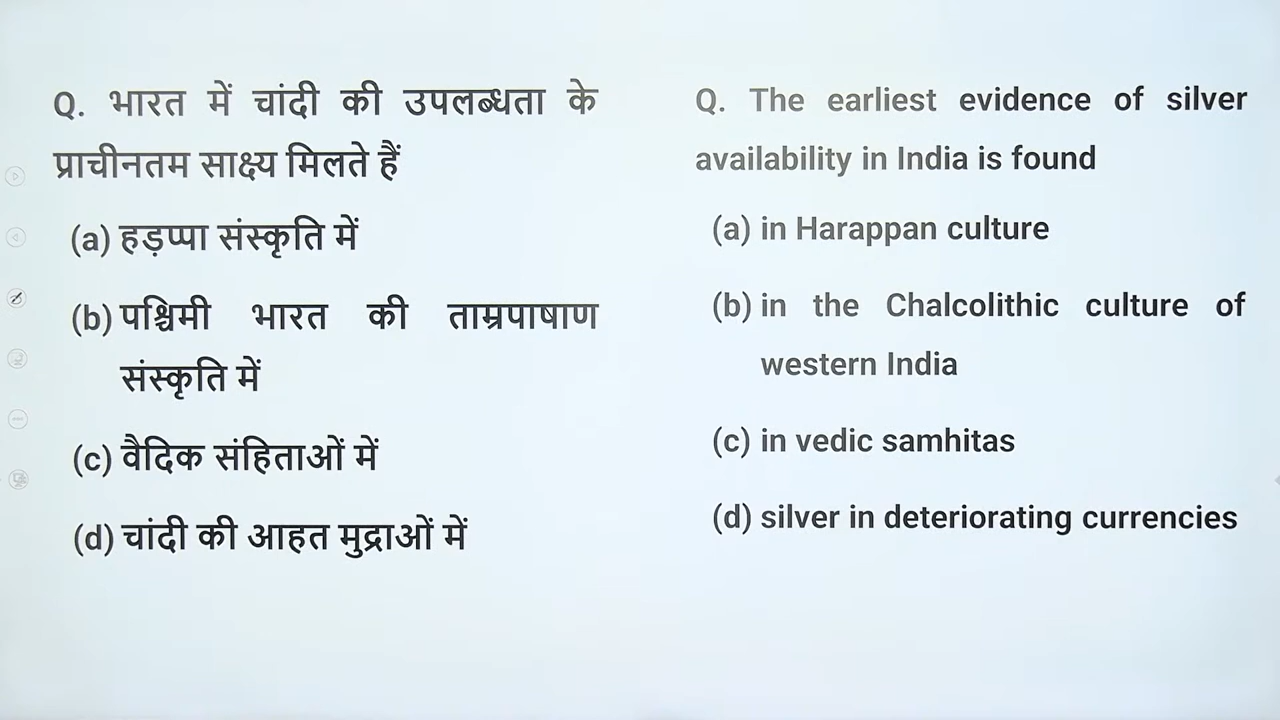 Q. भारत में चांदी की उपलब्धता के
प्राचीनतम साक्ष्य मिलते हैं
(a) हड़प्पा संस्कृति में
(b) पश्चिमी भारत की ताम्रपाषाण
संस्कृति में
(c) वैदिक संहिताओं में
(d) चांदी की आहत मुद्राओं में
Q. The earliest evidence of silver
availability in India is found
(a) in Harappan culture
(b) in the Chalcolithic culture of
western India
(c) in vedic samhitas
(d) silver in deteriorating currencies